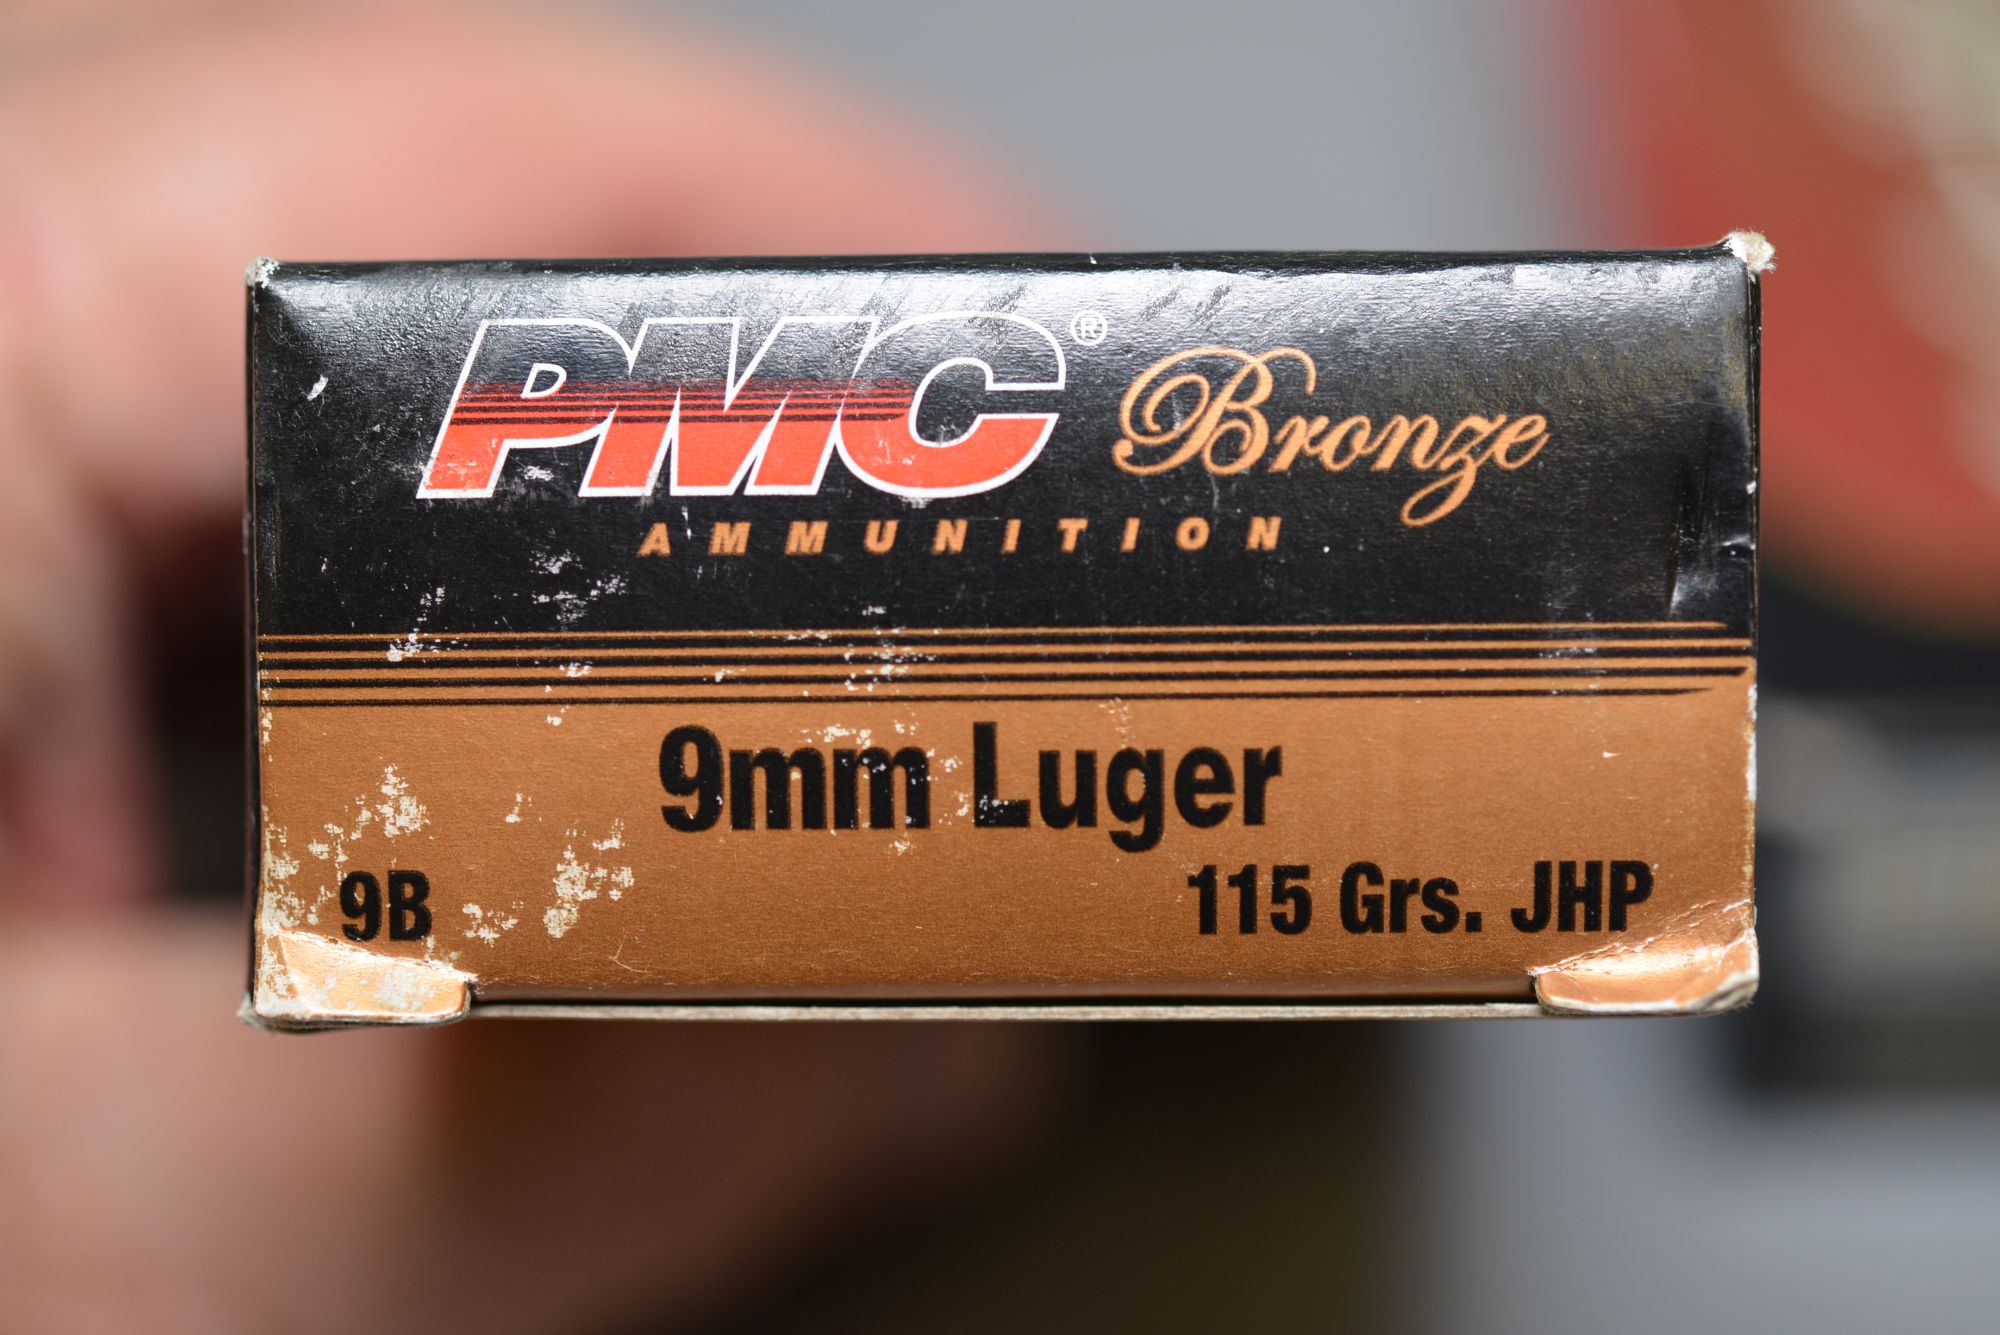 PMC® Bronze
AMMUNITION
9mm Luger
9B 115 Grs. JHP